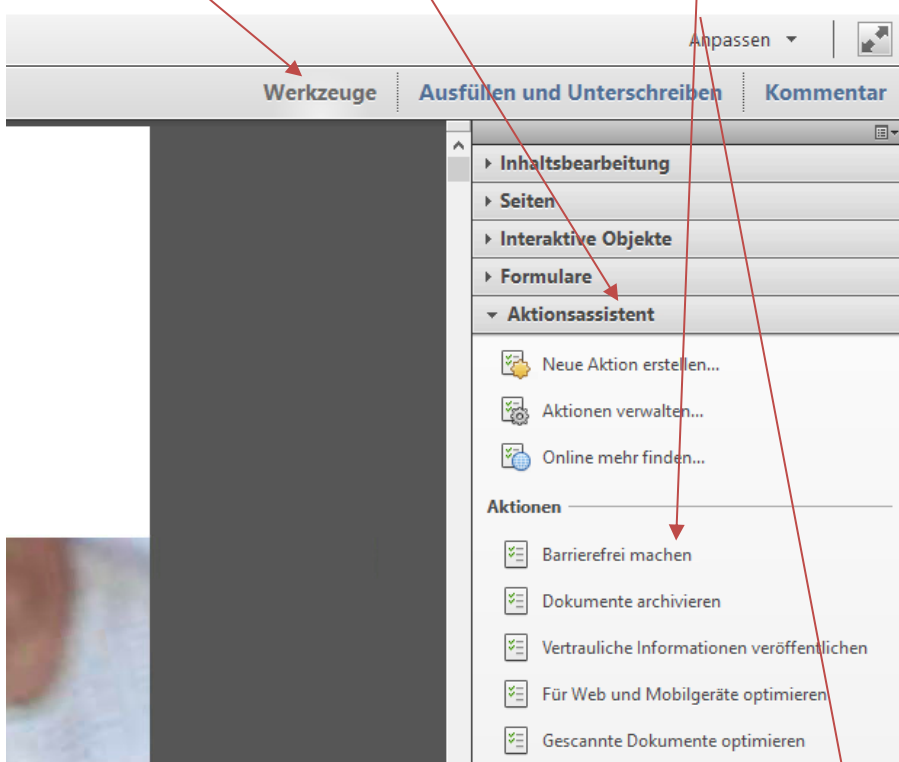 Anpassen
Werkzeuge Ausfüllen und Unterschreiben Kommentar
Inhaltsbearbeitung
Seiten
Interaktive Objekte
Formulare
Aktionsassistent
Neue Aktion erstellen...
Aktionen verwalten...
Online mehr finden...
Aktionen
Barrierefrei machen
Dokumente archivieren
Vertrauliche Informationen veröffentlichen
Für Web und Mobilgeräte optimieren
Gescannte Dokumente optimieren